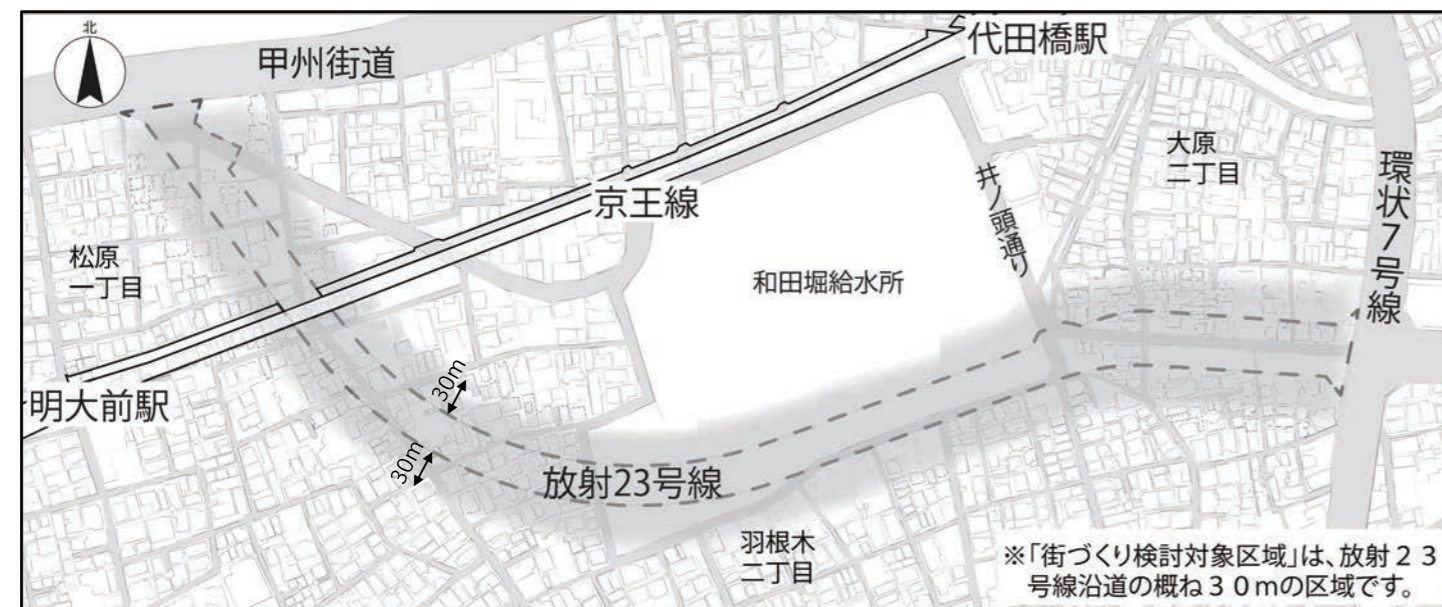 北
甲州街道
代田橋駅
大原
二丁目
環状7号線
井ノ頭通り
京王線
松原
一丁目
和田堀給水所
30m
明大前駅
30m
放射23号線
羽根木
二丁目
※「街づくり検討対象区域」は、放射２３
号線沿道の概ね３０ｍの区域です。